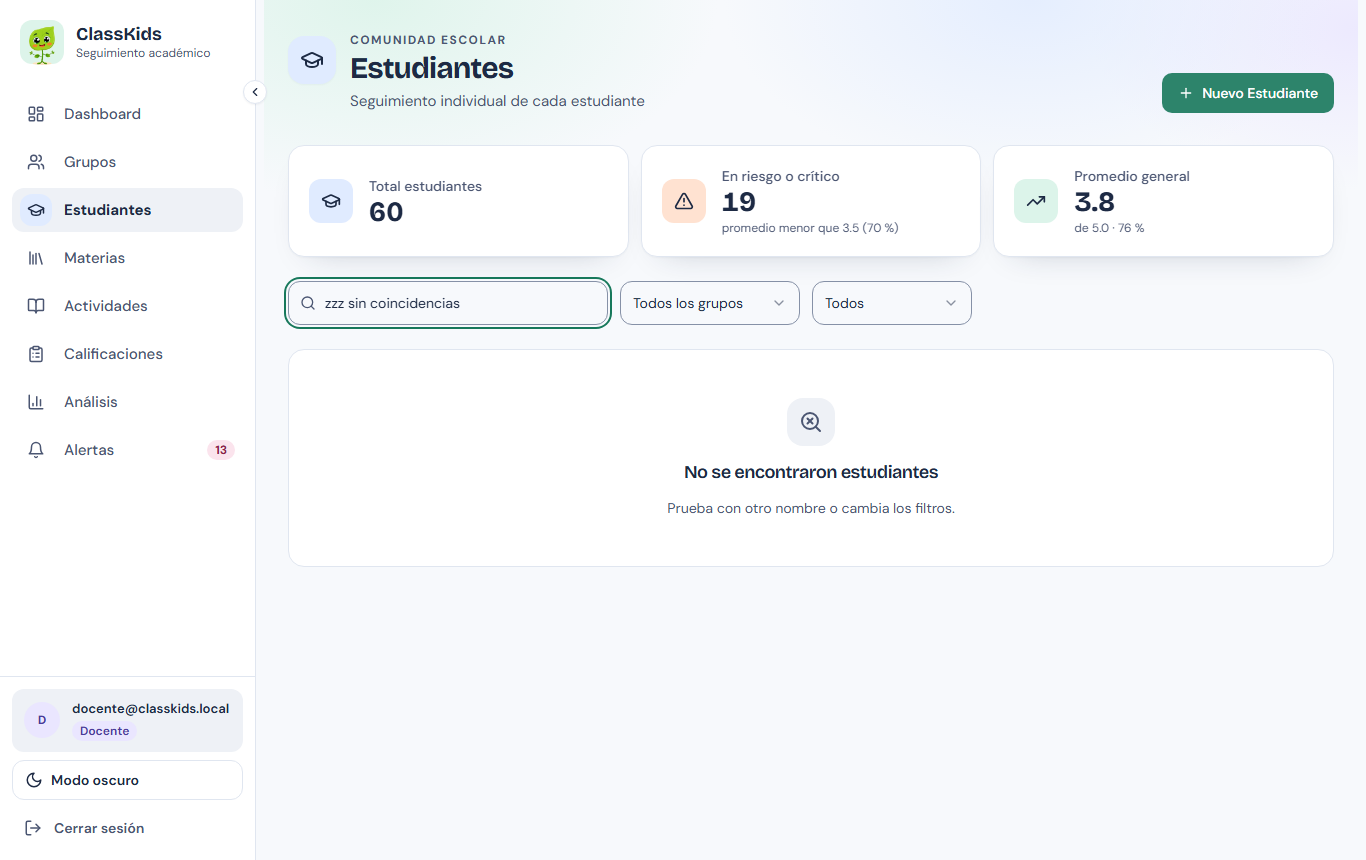 ClassKids
Seguimiento académico
Dashboard
Grupos
Estudiantes
Materias
Actividades
Calificaciones
Análisis
Alertas
13
D
docente@classkids.local
Docente
Modo oscuro
Cerrar sesión
COMUNIDAD ESCOLAR
Estudiantes
Seguimiento individual de cada estudiante
Nuevo Estudiante
Total estudiantes
60
En riesgo o crítico
19
promedio menor que 3.5 (70 %)
Promedio general
3.8
de 5.0 · 76 %
zzz sin coincidencias
Todos los grupos
Todos
No se encontraron estudiantes
Prueba con otro nombre o cambia los filtros.